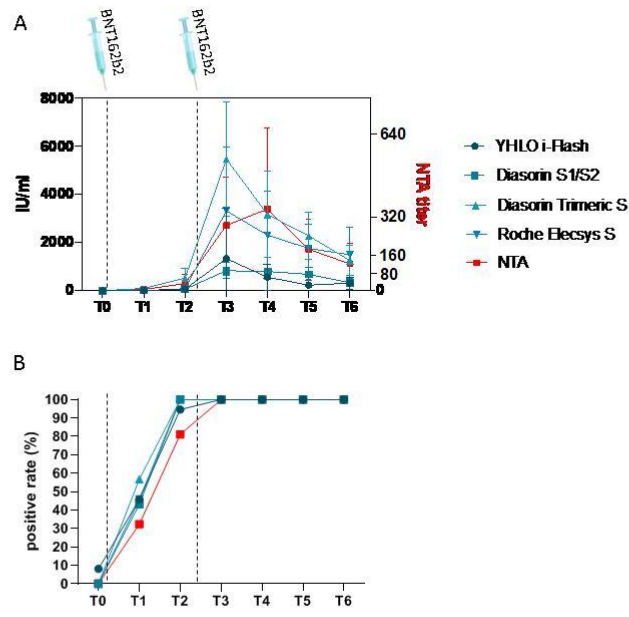 A
BNT162b2
BNT162b2
8000
6000
4000
2000
0
IU/ml
640
320
160
80
0
NTA titer
T0 T1 T2 T3 T4 T5 T6
YHLO i-Flash
Diasorin S1/S2
Diasorin Trimeric S
Roche Elecsys S
NTA
B
100
90
80
70
60
50
40
30
20
10
0
positive rate (%)
T0 T1 T2 T3 T4 T5 T6